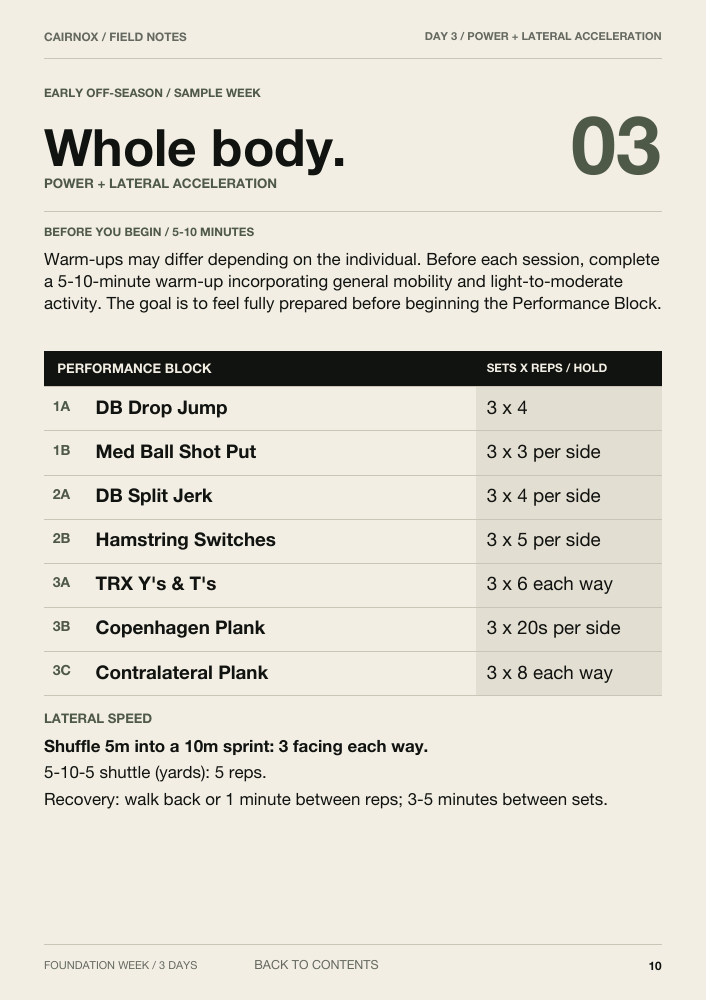 CAIRNOX / FIELD NOTES
DAY 3 / POWER + LATERAL ACCELERATION
EARLY OFF-SEASON / SAMPLE WEEK
Whole body.
03
POWER + LATERAL ACCELERATION
BEFORE YOU BEGIN / 5-10 MINUTES
Warm-ups may differ depending on the individual. Before each session, complete
a 5-10-minute warm-up incorporating general mobility and light-to-moderate
activity. The goal is to feel fully prepared before beginning the Performance Block.
PERFORMANCE BLOCK SETS X REPS / HOLD
1A DB Drop Jump 3 x 4
1B Med Ball Shot Put 3 x 3 per side
2A DB Split Jerk 3 x 4 per side
2B Hamstring Switches 3 x 5 per side
3A TRX Y's & T's 3 x 6 each way
3B Copenhagen Plank 3 x 20s per side
3C Contralateral Plank 3 x 8 each way
LATERAL SPEED
Shuffle 5m into a 10m sprint: 3 facing each way.
5-10-5 shuttle (yards): 5 reps.
Recovery: walk back or 1 minute between reps; 3-5 minutes between sets.
FOUNDATION WEEK / 3 DAYS BACK TO CONTENTS 10